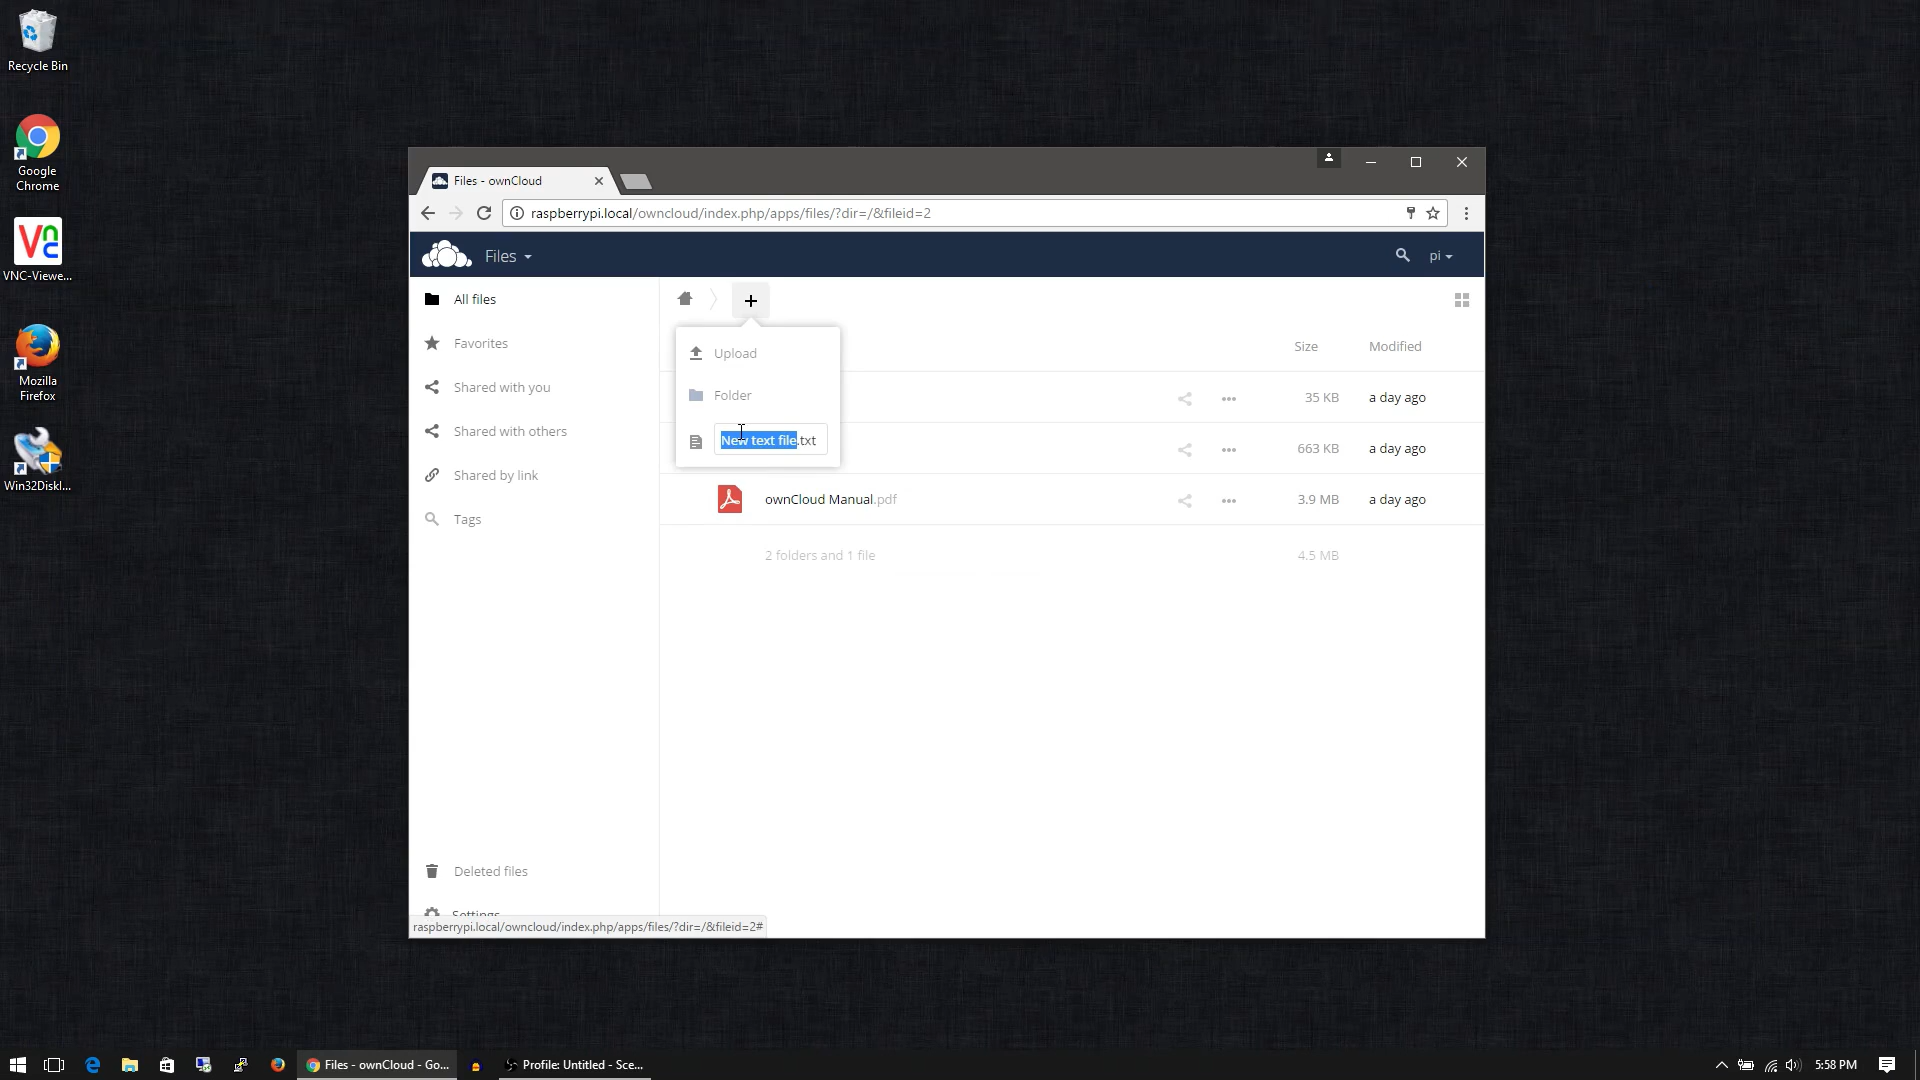 Recycle Bin
Google
Chrome
VNC-Viewe...
Mozilla
Firefox
Win32DiskI...
Files - ownCloud
raspberrypi.local/owncloud/index.php/apps/files/?dir=/&fileid=2
Files
pi
All files
Favorites
Shared with you
Shared with others
Shared by link
Tags
Deleted files
Settings
Upload
Folder
New text file.txt
Size
Modified
35 KB
a day ago
663 KB
a day ago
ownCloud Manual.pdf
3.9 MB
a day ago
2 folders and 1 file
4.5 MB
raspberrypi.local/owncloud/index.php/apps/files/?dir=/&fileid=2#
Files - ownCloud - Go...
Profile: Untitled - Sce...
5:58 PM